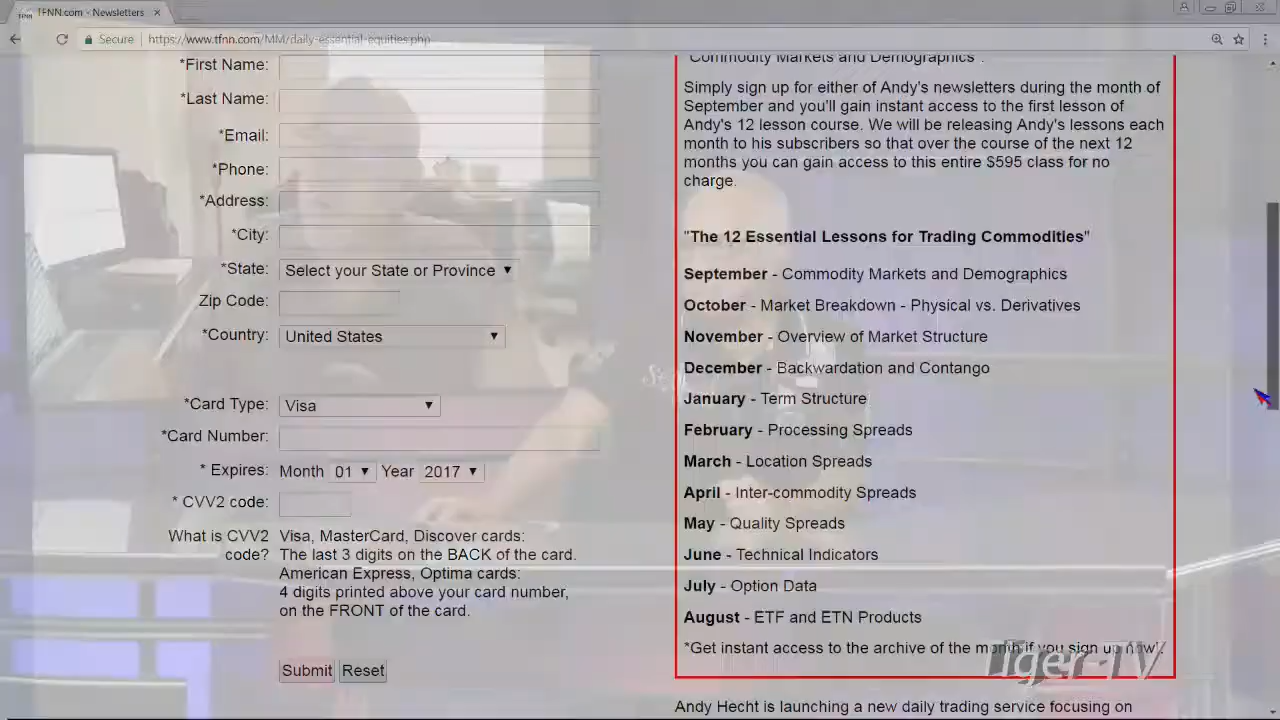 TFNN.com - Newsletters
Secure
https://www.tfnn.com/MM/daily-essential-equities.php
*First Name:
*Last Name:
*Email:
*Phone:
*Address:
*City:
*State: Select your State or Province
Zip Code:
*Country: United States
*Card Type: Visa
*Card Number:
* Expires: Month 01 Year 2017
* CVV2 code:
What is CVV2 code?
Visa, MasterCard, Discover cards:
The last 3 digits on the BACK of the card.
American Express, Optima cards:
4 digits printed above your card number,
on the FRONT of the card.
Submit Reset
"Commodity Markets and Demographics".
Simply sign up for either of Andy's newsletters during the month of
September and you'll gain instant access to the first lesson of
Andy's 12 lesson course. We will be releasing Andy's lessons each
month to his subscribers so that over the course of the next 12
months you can gain access to this entire $595 class for no
charge.
"The 12 Essential Lessons for Trading Commodities"
September - Commodity Markets and Demographics
October - Market Breakdown - Physical vs. Derivatives
November - Overview of Market Structure
December - Backwardation and Contango
January - Term Structure
February - Processing Spreads
March - Location Spreads
April - Inter-commodity Spreads
May - Quality Spreads
June - Technical Indicators
July - Option Data
August - ETF and ETN Products
*Get instant access to the archive of the month if you sign up now*.
Tiger-TV
Andy Hecht is launching a new daily trading service focusing on